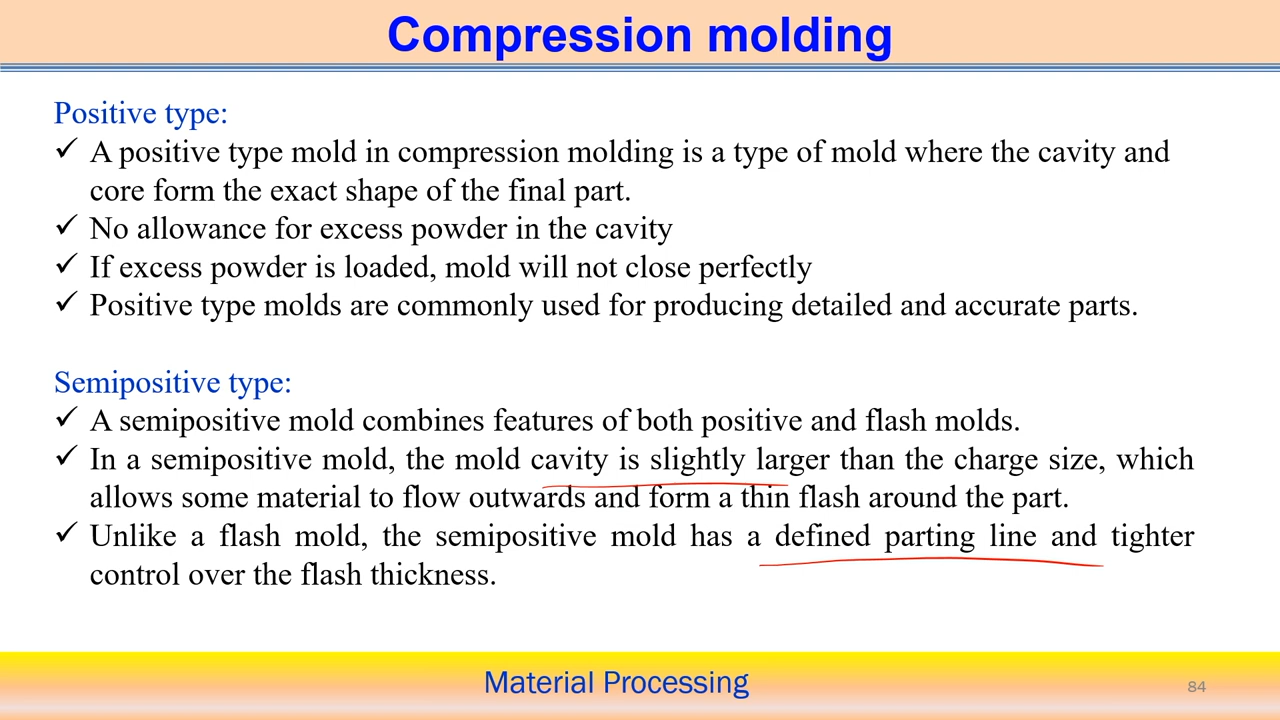 Compression molding
Positive type:
✓ A positive type mold in compression molding is a type of mold where the cavity and
core form the exact shape of the final part.
✓ No allowance for excess powder in the cavity
✓ If excess powder is loaded, mold will not close perfectly
✓ Positive type molds are commonly used for producing detailed and accurate parts.
Semipositive type:
✓ A semipositive mold combines features of both positive and flash molds.
✓ In a semipositive mold, the mold cavity is slightly larger than the charge size, which
allows some material to flow outwards and form a thin flash around the part.
✓ Unlike a flash mold, the semipositive mold has a defined parting line and tighter
control over the flash thickness.
Material Processing
84